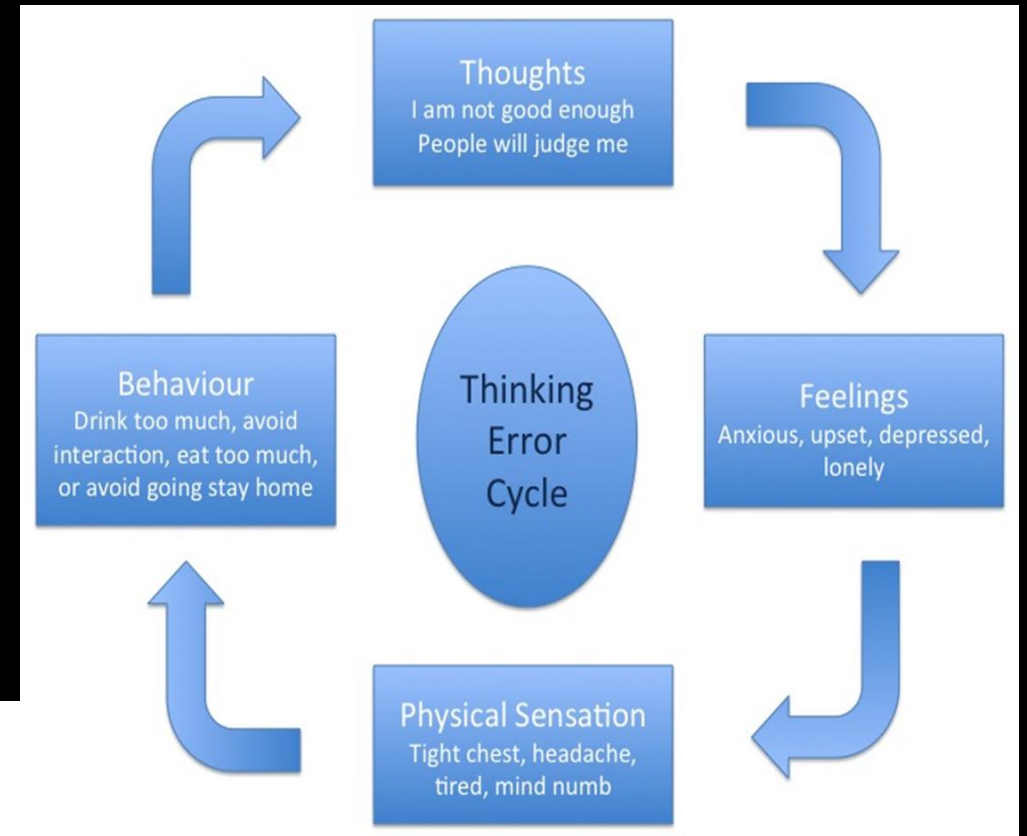 Thoughts
I am not good enough
People will judge me
Feelings
Anxious, upset, depressed,
lonely
Physical Sensation
Tight chest, headache,
tired, mind numb
Behaviour
Drink too much, avoid
interaction, eat too much,
or avoid going stay home
Thinking
Error
Cycle